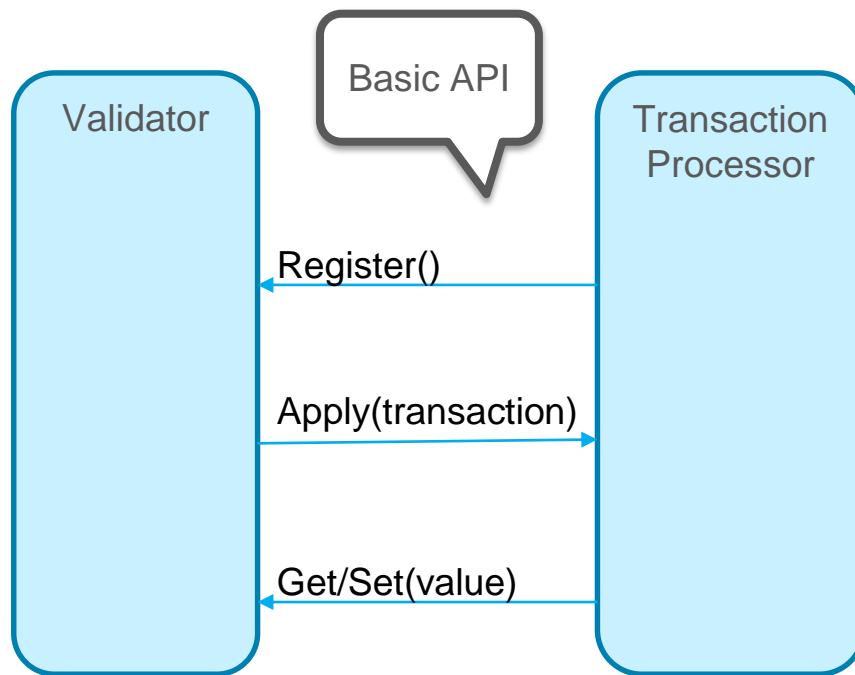 Basic API
Validator
Transaction
Processor
Register()
Apply(transaction)
Get/Set(value)